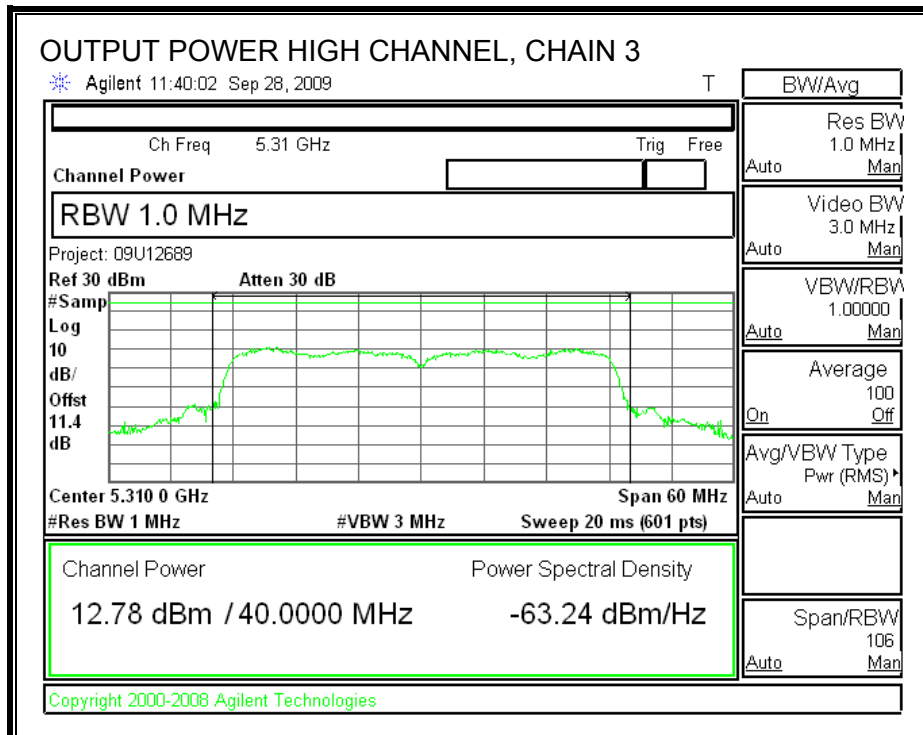 OUTPUT POWER HIGH CHANNEL, CHAIN 3
Agilent 11:40:02 Sep 28, 2009 T
BW/Avg
Ch Freq 5.31 GHz Trig Free
Channel Power
RBW 1.0 MHz
Project: 09U12689
Ref 30 dBm Atten 30 dB
#Samp
Log
10
dB/
Offst
11.4
dB
Center 5.310 0 GHz Span 60 MHz
#Res BW 1 MHz #VBW 3 MHz Sweep 20 ms (601 pts)
Channel Power Power Spectral Density
12.78 dBm / 40.0000 MHz -63.24 dBm/Hz
Copyright 2000-2008 Agilent Technologies
Res BW
1.0 MHz
Auto Man
Video BW
3.0 MHz
Auto Man
VBW/RBW
1.00000
Auto Man
Average
100
On Off
Avg/VBW Type
Pwr (RMS)
Auto Man
Span/RBW
106
Auto Man